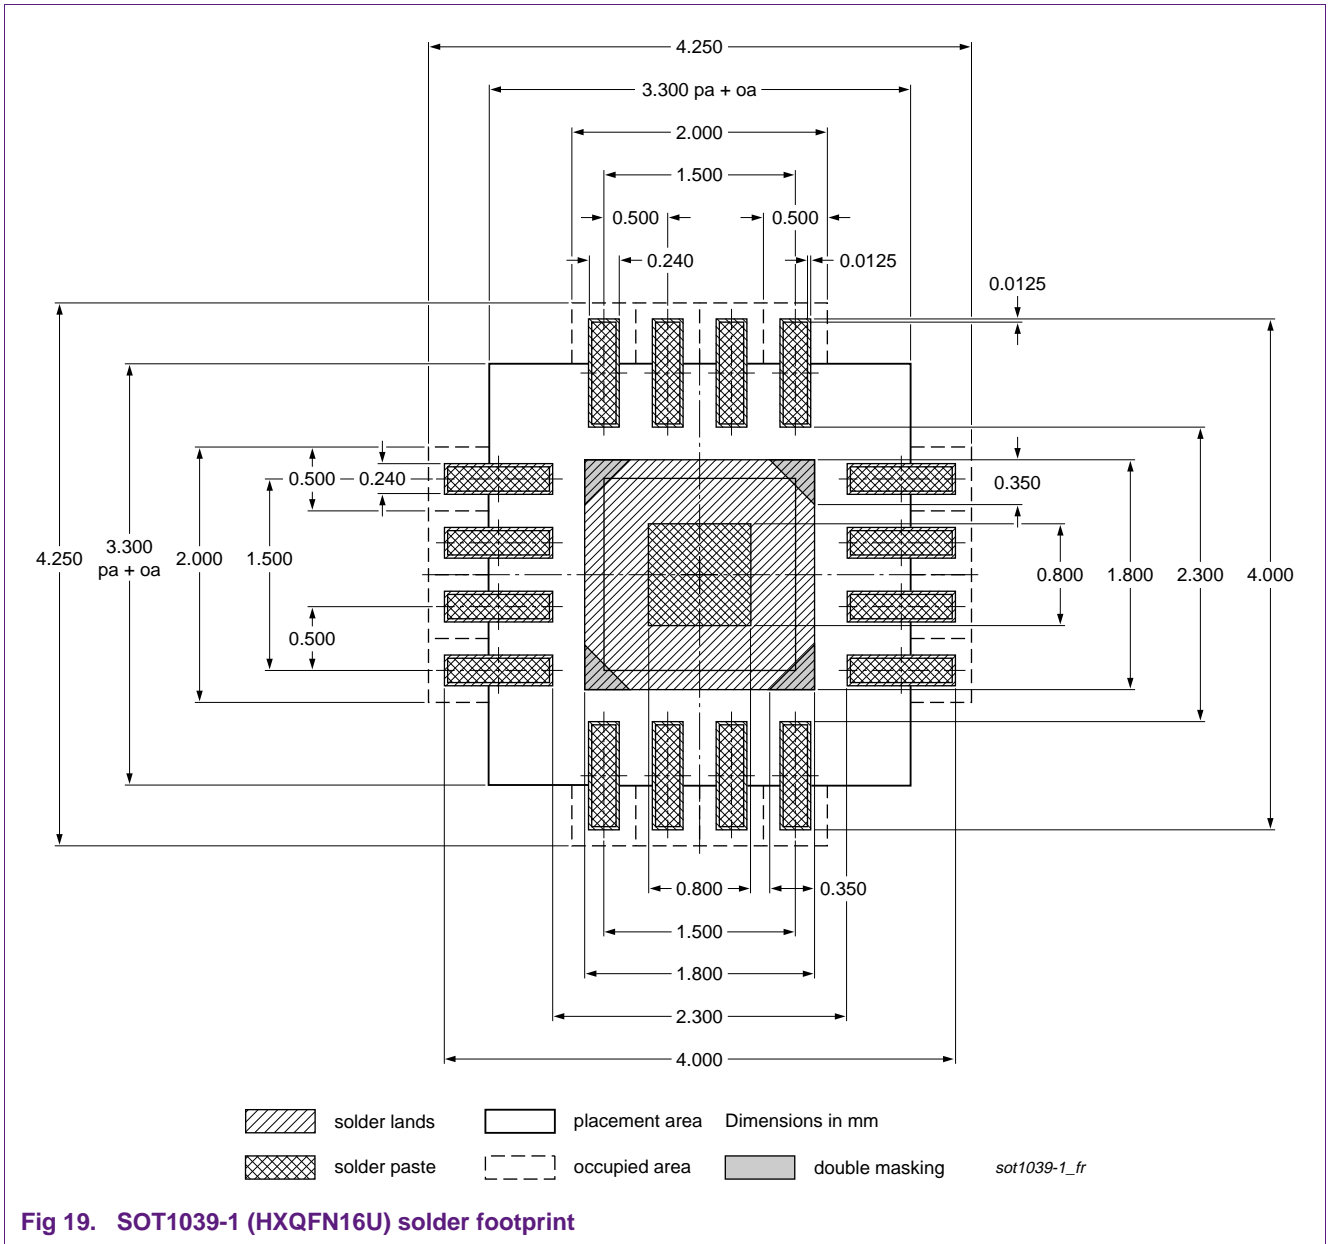 4.250
3.300 pa + oa
2.000
1.500
0.500 0.500
0.240 0.0125
0.0125
0.500 0.240
0.350
4.250 3.300 pa + oa 2.000 1.500 0.800 1.800 2.300 4.000
0.500
0.800 0.350
1.500
1.800
2.300
4.000
solder lands placement area Dimensions in mm
solder paste occupied area double masking sot1039-1_fr
Fig 19. SOT1039-1 (HXQFN16U) solder footprint